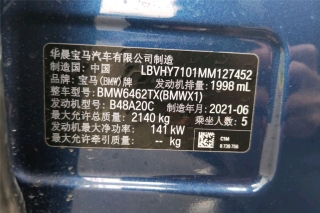 华晨宝马汽车有限公司制造
制造：中国 LBVHY7101MM127452
品牌：宝马(BMW)牌 发动机排量：1998 mL
整车型号：BMW6462TX(BMWX1)
发动机型号：B48A20C 制造年月：2021-06
最大允许总质量：2140 kg 乘坐人数：5
发动机最大净功率：141 kW
最大允许牵引质量：-- kg